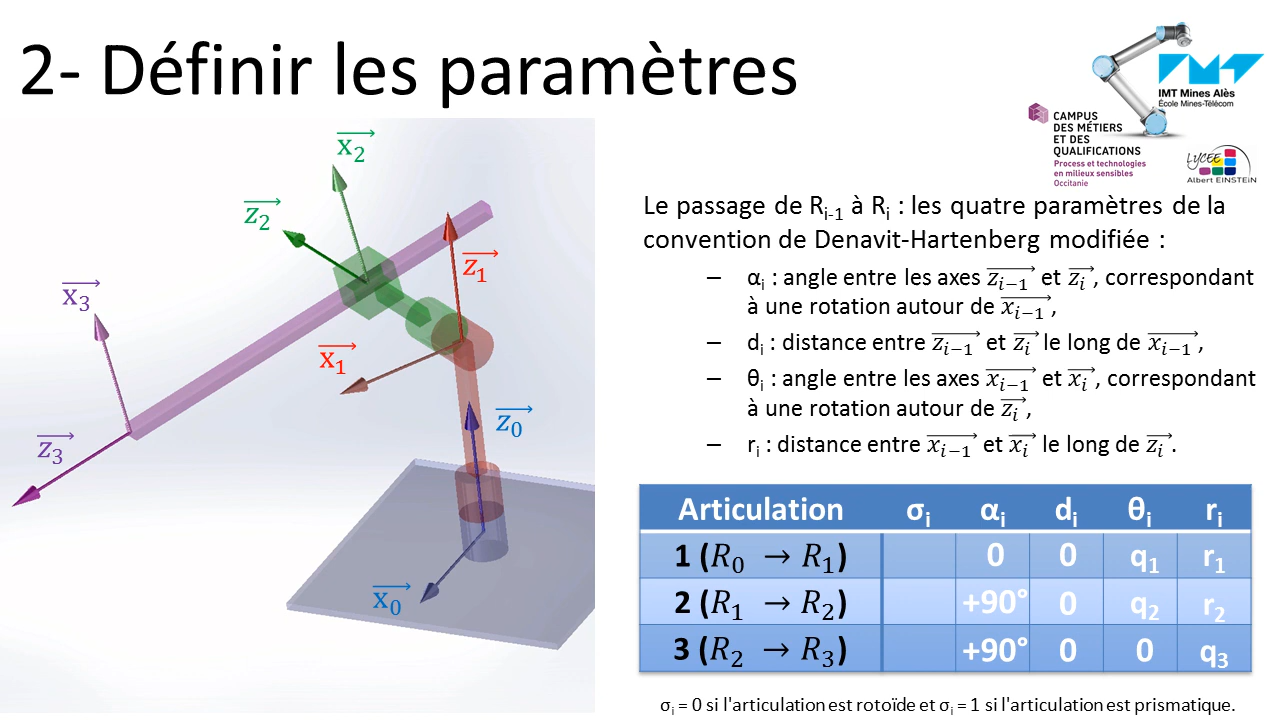 2- Définir les paramètres
IMT Mines Alès
École Mines-Télécom
CAMPUS
DES MÉTIERS
ET DES
QUALIFICATIONS
Process et technologies
en milieux sensibles
Occitanie
LYCEE
Albert EINSTEIN
x₂
z₂
z₁
x₃
x₁
z₃
z₀
x₀
Le passage de Rᵢ₋₁ à Rᵢ : les quatre paramètres de la
convention de Denavit-Hartenberg modifiée :
– αᵢ : angle entre les axes zᵢ₋₁ et zᵢ, correspondant
à une rotation autour de xᵢ₋₁,
– dᵢ : distance entre zᵢ₋₁ et zᵢ le long de xᵢ₋₁,
– θᵢ : angle entre les axes xᵢ₋₁ et xᵢ, correspondant
à une rotation autour de zᵢ,
– rᵢ : distance entre xᵢ₋₁ et xᵢ le long de zᵢ.
Articulation σᵢ αᵢ dᵢ θᵢ rᵢ
1 (R₀ → R₁) 0 0 q₁ r₁
2 (R₁ → R₂) +90° 0 q₂ r₂
3 (R₂ → R₃) +90° 0 0 q₃
σᵢ = 0 si l'articulation est rotoïde et σᵢ = 1 si l'articulation est prismatique.